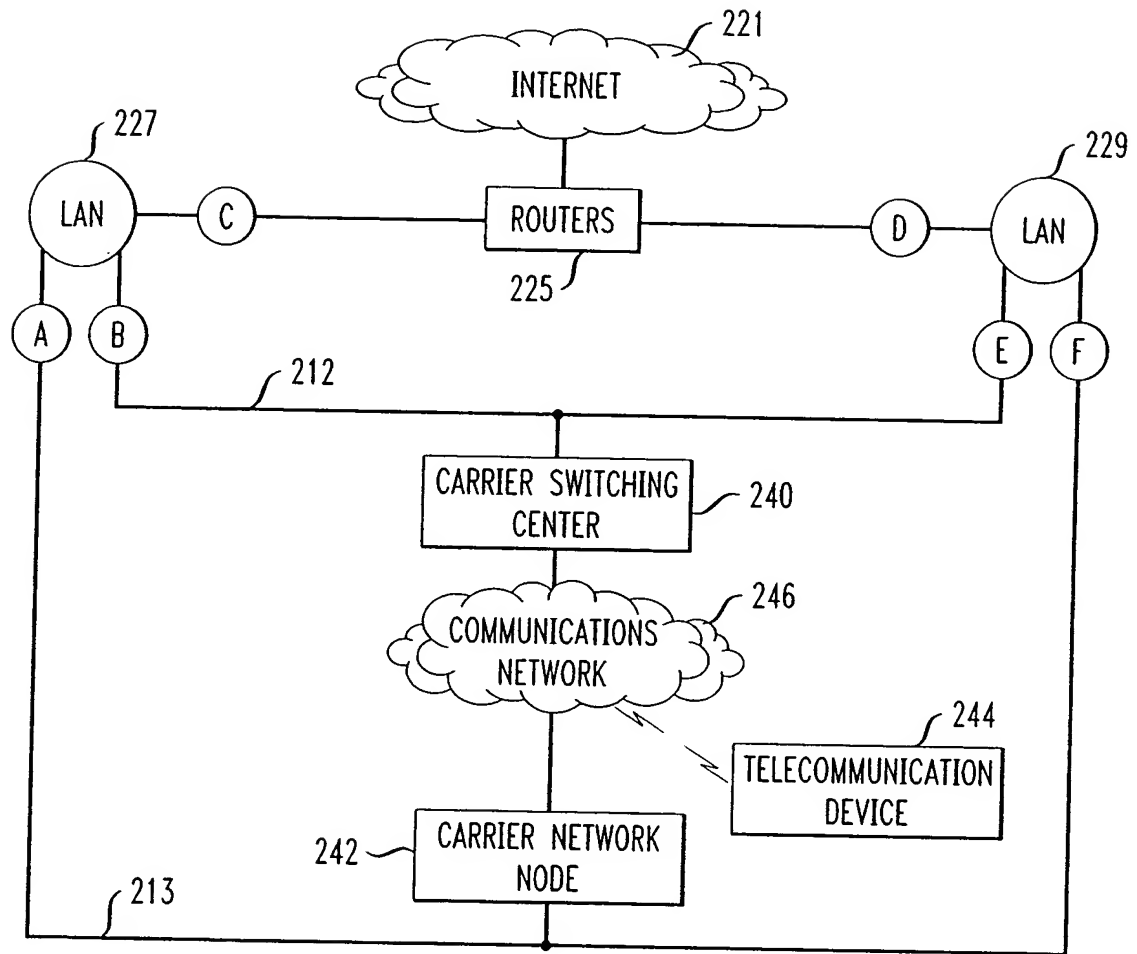 221
INTERNET
227
229
LAN
C
ROUTERS
D
LAN
225
A
B
E
F
212
CARRIER SWITCHING
CENTER
240
COMMUNICATIONS
NETWORK
246
244
TELECOMMUNICATION
DEVICE
242
CARRIER NETWORK
NODE
213